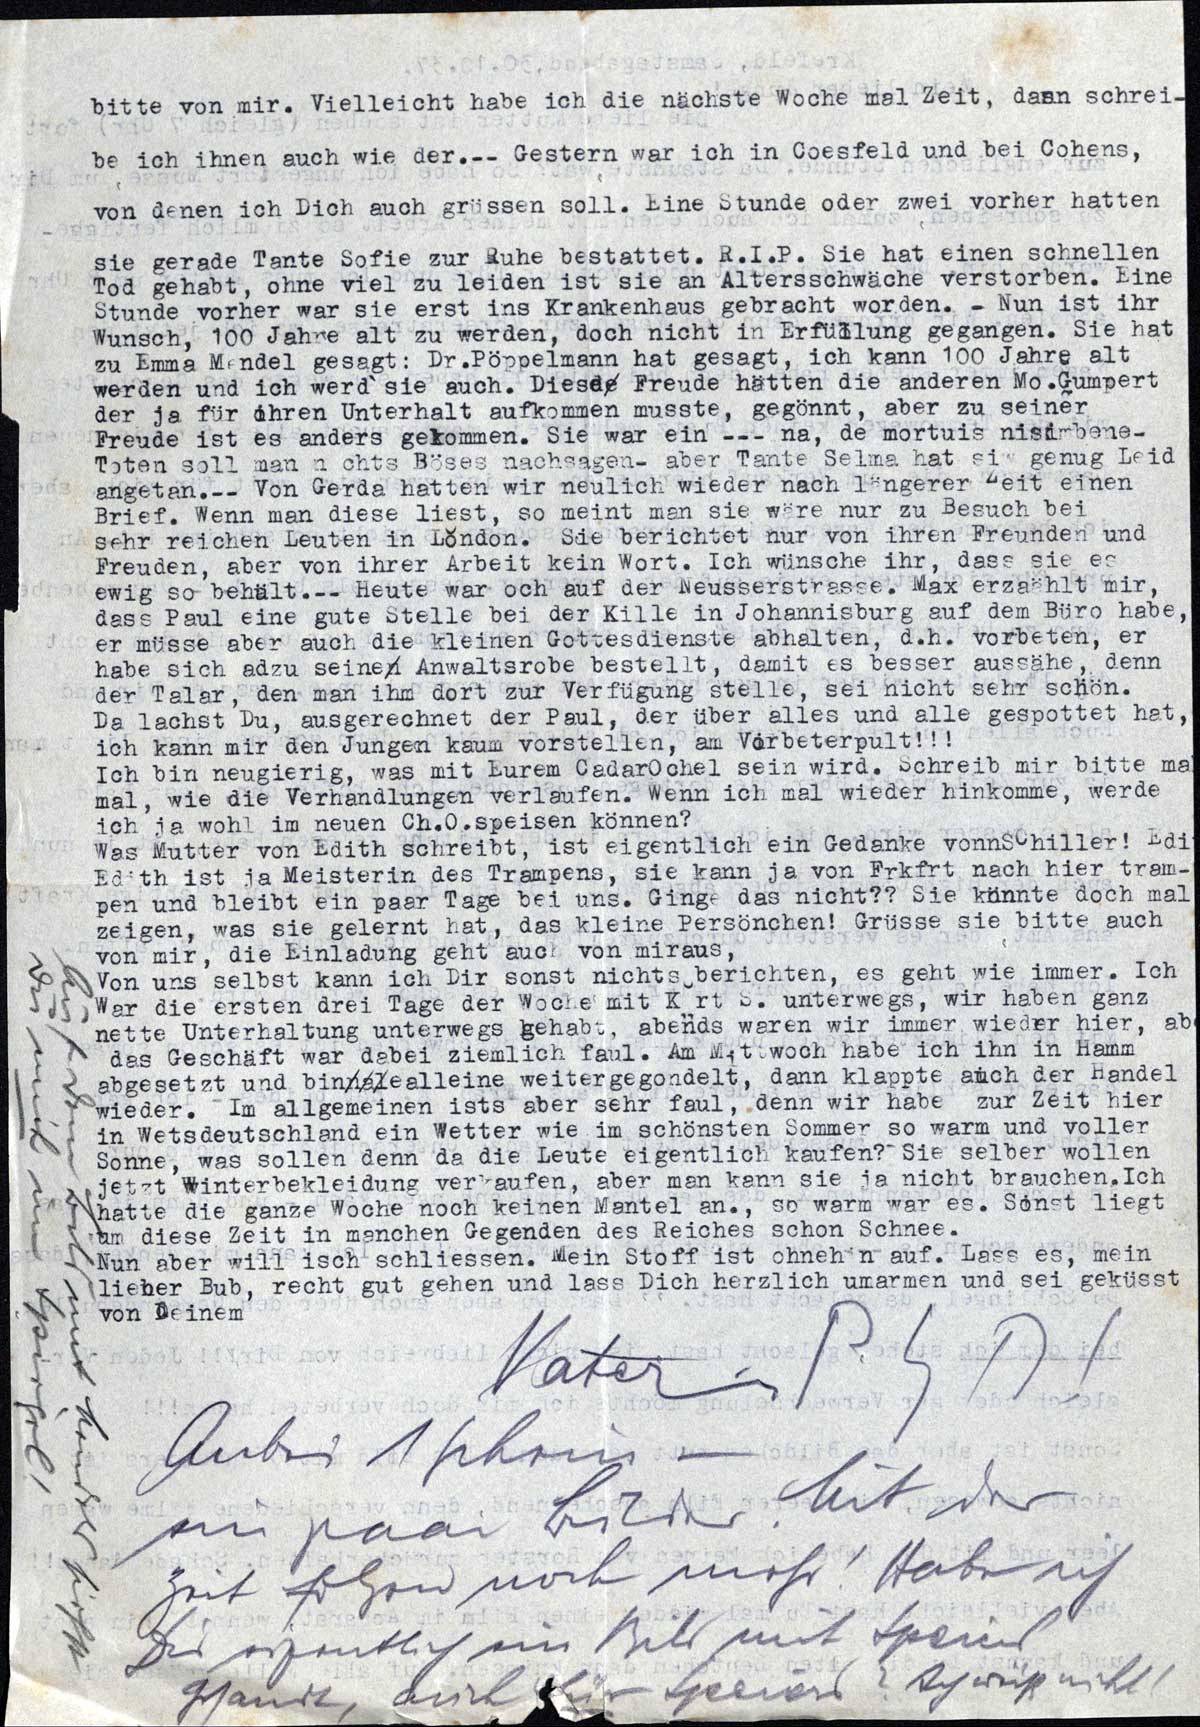 bitte von mir. Vielleicht habe ich die nächste Woche mal Zeit, dann schrei-
be ich ihnen auch wie der.-- Gestern war ich in Coesfeld und bei Cohens,
von denen ich Dich auch grüssen soll. Eine Stunde oder zwei vorher hatten
sie gerade Tante Sofie zur Ruhe bestattet. R.I.P. Sie hat einen schnellen
Tod gehabt, ohne viel zu leiden ist sie an Altersschwäche verstorben. Eine
Stunde vorher war sie erst ins Krankenhaus gebracht worden. - Nun ist ihr
Wunsch, 100 Jahre alt zu werden, doch nicht in Erfüllung gegangen. Sie hat
zu Emma Mendel gesagt: Dr.Pöppelmann hat gesagt, ich kann 100 Jahre alt
werden und ich werd`sie auch. Diese Freude hätten die anderen Mo.Gumpert
der ja für ihren Unterhalt aufkommen musste, gegönnt, aber zu seiner
Freude ist es anders gekommen. Sie war ein --- na, de mortuis nisi bene-
Toten soll man n chts Böses nachsagen- aber Tante Selma hat sie genug Leid
angetan.-- Von Gerda hatten wir neulich wieder nach längerer Zeit einen
Brief. Wenn man diese liest, so meint man sie wäre nur zu Besuch bei
sehr reichen Leuten in London. Sie berichtet nur von ihren Freunden und
Freuden, aber von ihrer Arbeit kein Wort. Ich wünsche ihr, dass sie es
ewig so behält.-- Heute war och auf der Neusserstrasse. Max erzaählt mir,
dass Paul eine gute Stelle bei der Kille in Johannisburg auf dem Büro habe,
er müsse aber auch die kleinen Gottesdienste abhalten, d.h. vorbeten, er
habe sich adzu seine Anwaltsrobe bestellt, damit es besser aussähe, denn
der Talar, den man ihm dort zur Verfügung stelle, sei nicht sehr schön.
Da lachst Du, ausgerechnet der Paul, der über alles und alle gespottet hat,
ich kann mir den Jungen kaum vorstellen, am Vorbeterpult!!!
Ich bin neugierig, was mit Eurem CadarOchel sein wird. Schreib mir bitte ma
mal, wie die Verhandlungen verlaufen. Wenn ich mal wieder hinkomme, werde
ich ja wohl im neuen Ch.O.speisen können?
Was Mutter von Edith schreibt, ist eigentlich ein Gedanke vonnSchiller! Edi
Edith ist ja Meisterin des Trampens, sie kann ja von Frkfrt nach hier tram-
pen und bleibt ein paar Tage bei uns. Ginge das nicht?? Sie könnte doch mal
zeigen, was sie gelernt hat, das kleine Persönchen! Grüsse sie bitte auch
von mir, die Einladung geht auch von miraus,
Von uns selbst kann ich Dir sonst nichts berichten, es geht wie immer. Ich
War die ersten drei Tage der Woche mit K rt S. unterwegs, wir haben ganz
nette Unterhaltung unterwegs gehabt, abends waren wir immer wieder hier, abe
das Geschäft war dabei ziemlich faul. Am Mittwoch habe ich ihn in Hamm
abgesetzt und bin alleine weitergegondelt, dann klappte auch der Handel
wieder. Im allgemeinen ists aber sehr faul, denn wir habe zur Zeit hier
in Wetsdeutschland ein Wetter wie im schönsten Sommer so warm und voller
Sonne, was sollen denn da die Leute eigentlich kaufen? Sie selber wollen
jetzt Winterbekleidung verkaufen, aber man kann sie ja nicht brauchen.Ich
hatte die ganze Woche noch keinen Mantel an., so warm war es. Sonst liegt
um diese Zeit in manchen Gegenden des Reiches schon Schnee.
Nun aber will isch schliessen. Mein Stoff ist ohneh n auf. Lass es, mein
lieber Bub, recht gut gehen und lass Dich herzlich umarmen und sei geküsst
von Deinem
Vater
Anbei
ein paar Bilder. Mit der
Zeit folgen noch mehr! Habe ich
Dir eigentlich ein Bild mit
gesandt, auch